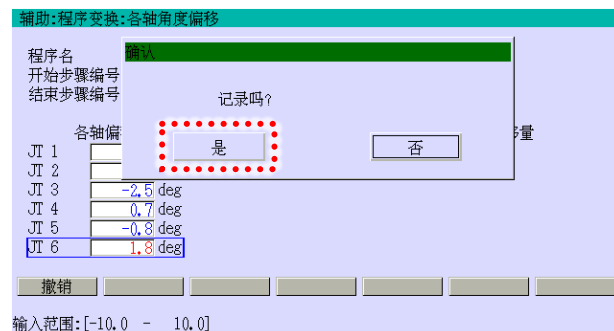 辅助:程序变换:各轴角度偏移
程序名
开始步骤编号
结束步骤编号
确认
记录吗?
是
否
各轴偏
移量
JT 1
JT 2
JT 3 -2.5 deg
JT 4 0.7 deg
JT 5 -0.8 deg
JT 6 1.8 deg
撤销
输入范围:[-10.0 - 10.0]